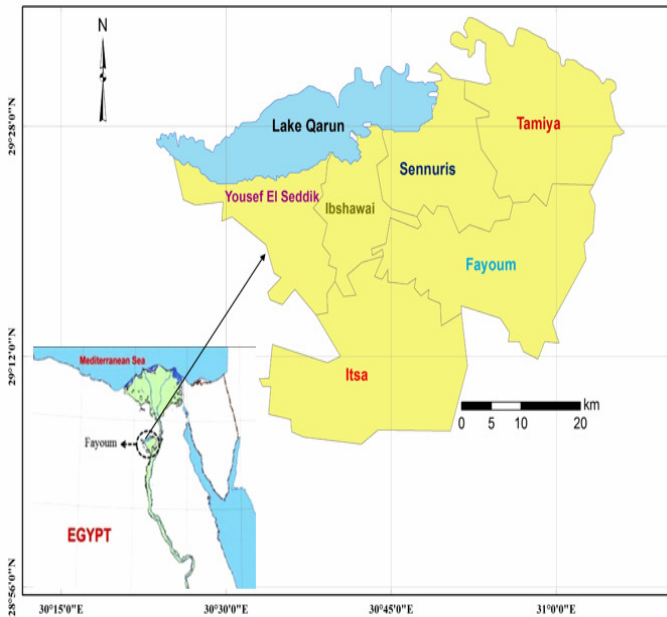 N
Lake Qarun
Tamiya
Sennuris
Yousef El Seddik
Ibshawai
Fayoum
Itsa
km
0 5 10 20
Mediterranean Sea
Fayoum
EGYPT
29°28'0''N
29°12'0''N
28°56'0''N
30°15'0''E 30°30'0''E 30°45'0''E 31°0'0''E